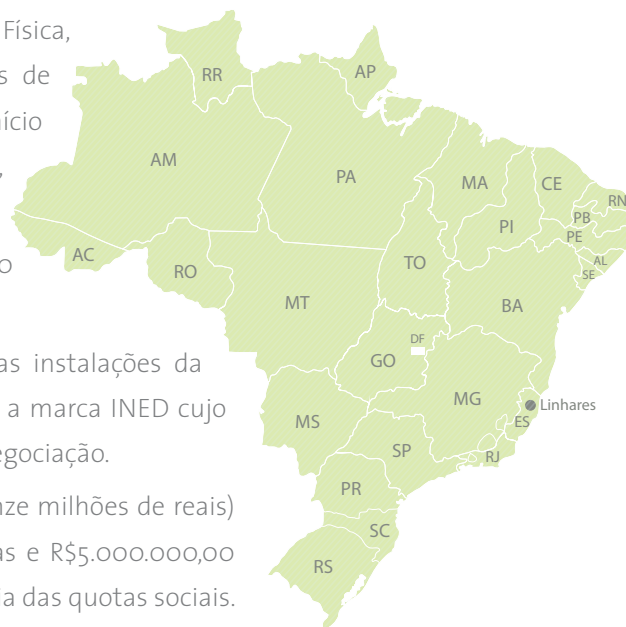 Física,
s de
ício
,
o
as instalações da
a marca INED cujo
egociação.
nze milhões de reais)
as e R$5.000.000,00
ia das quotas sociais.
RR
AP
AM
PA
MA
CE
RN
PB
PI
PE
AC
RO
TO
AL
SE
MT
BA
DF
GO
MG
Linhares
ES
MS
SP
RJ
PR
SC
RS